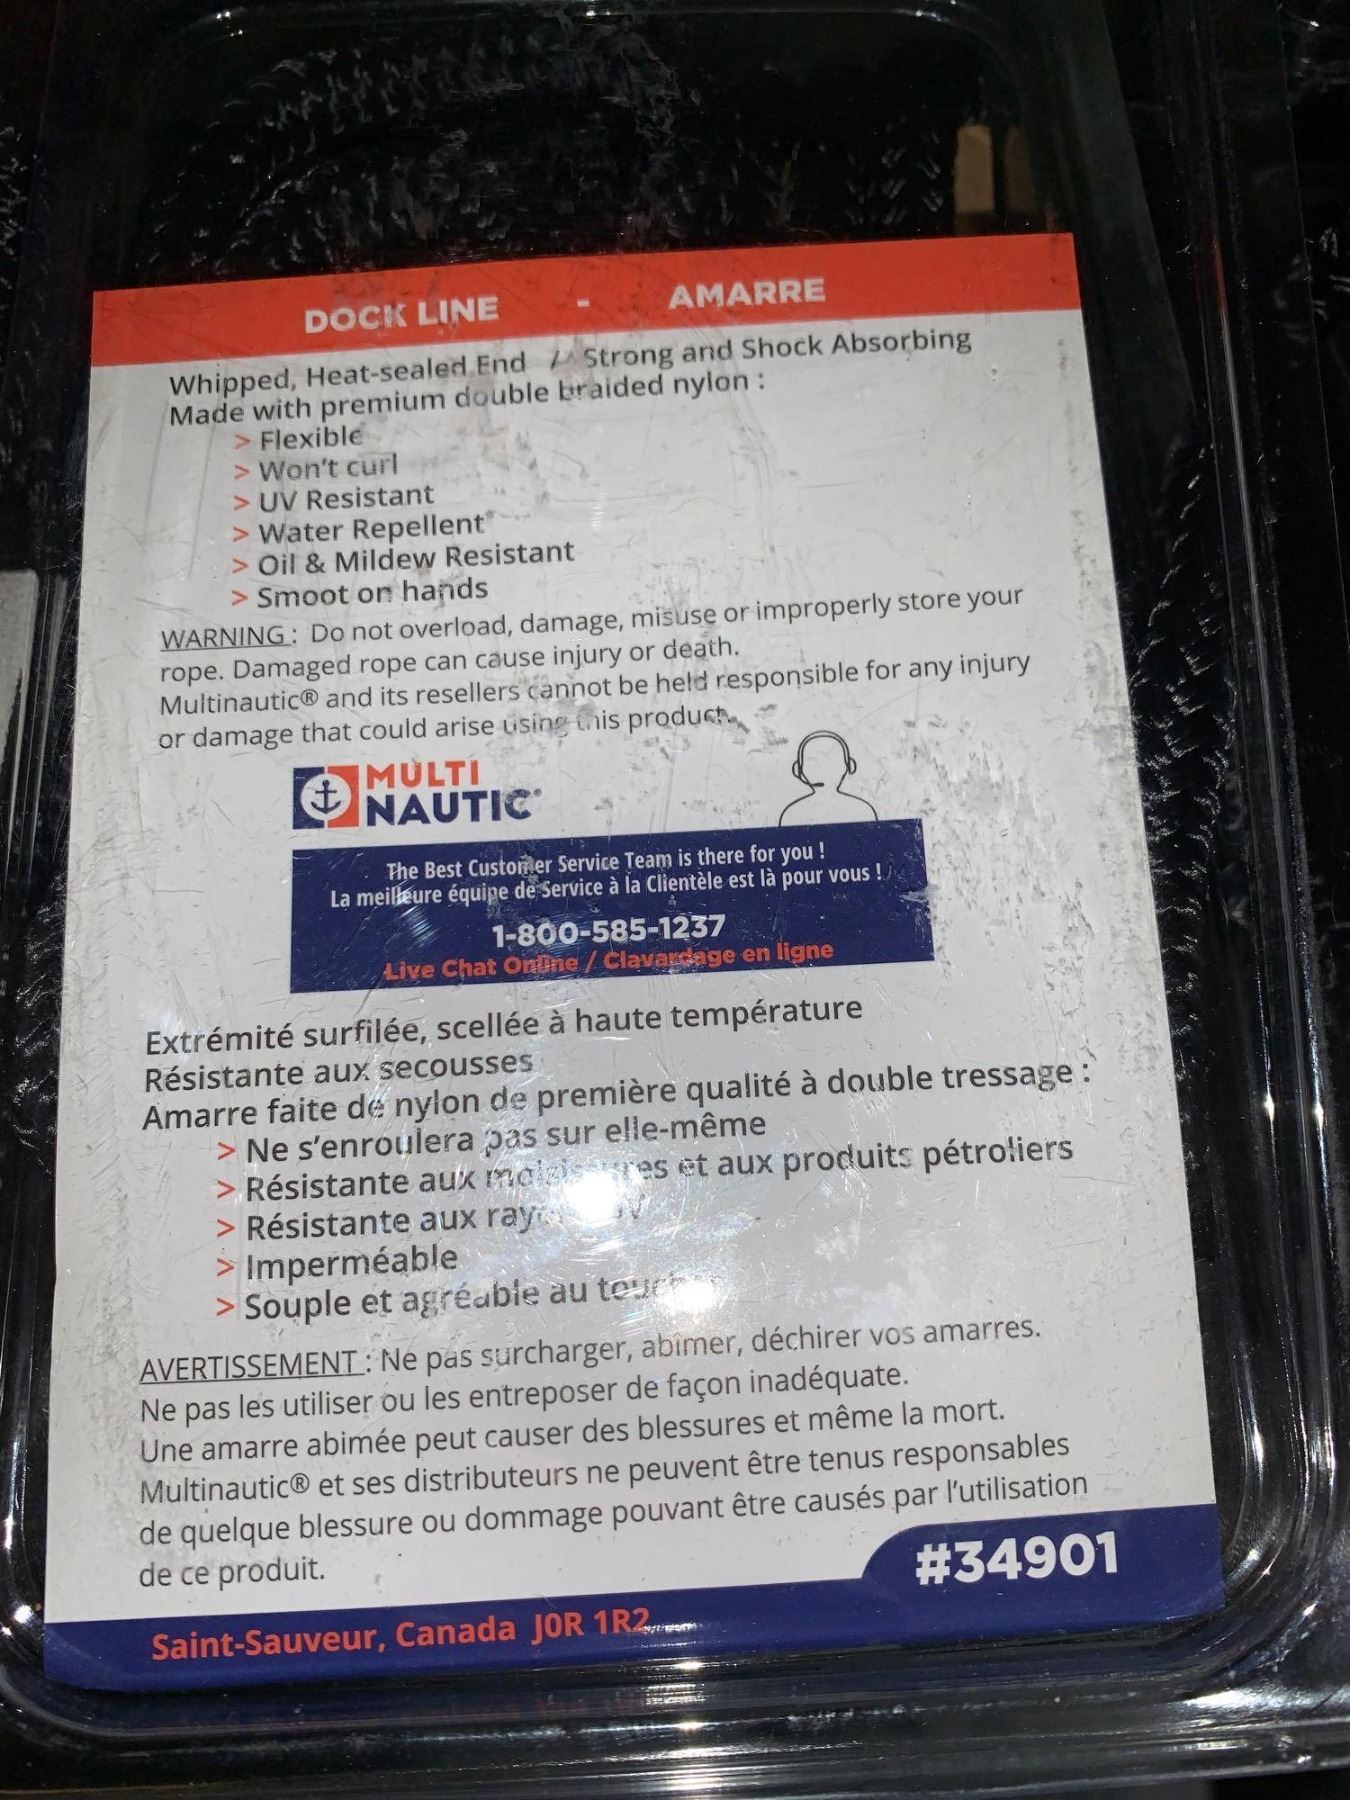 DOCK LINE - AMARRE
Whipped, Heat-sealed End / Strong and Shock Absorbing
Made with premium double braided nylon :
> Flexible
> Won't curl
> UV Resistant
> Water Repellent
> Oil & Mildew Resistant
> Smoot on hands
WARNING : Do not overload, damage, misuse or improperly store your
rope. Damaged rope can cause injury or death.
Multinautic® and its resellers cannot be held responsible for any injury
or damage that could arise using this product.
MULTI
NAUTIC
The Best Customer Service Team is there for you !
La meilleure équipe de Service à la Clientèle est là pour vous !
1-800-585-1237
Live Chat Online / Clavardage en ligne
Extrémité surfilée, scellée à haute température
Résistante aux secousses
Amarre faite de nylon de première qualité à double tressage :
> Ne s'enroulera pas sur elle-même
> Résistante aux moisissures et aux produits pétroliers
> Résistante aux rayons UV
> Imperméable
> Souple et agréable au toucher
AVERTISSEMENT : Ne pas surcharger, abîmer, déchirer vos amarres.
Ne pas les utiliser ou les entreposer de façon inadéquate.
Une amarre abimée peut causer des blessures et même la mort.
Multinautic® et ses distributeurs ne peuvent être tenus responsables
de quelque blessure ou dommage pouvant être causés par l'utilisation
de ce produit.
#34901
Saint-Sauveur, Canada J0R 1R2